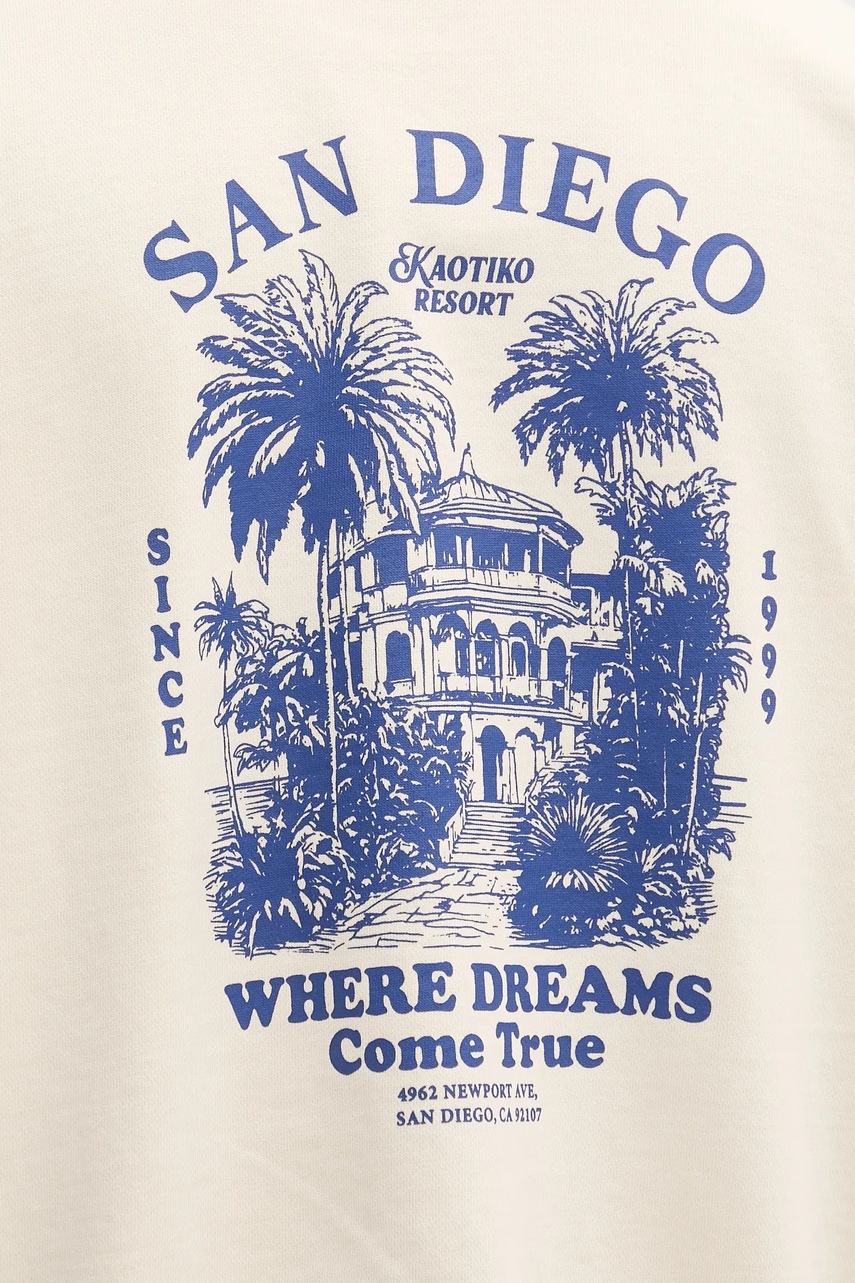 SAN DIEGO
KAOTIKO
RESORT
SINCE
1999
WHERE DREAMS
Come True
4962 NEWPORT AVE,
SAN DIEGO, CA 92107